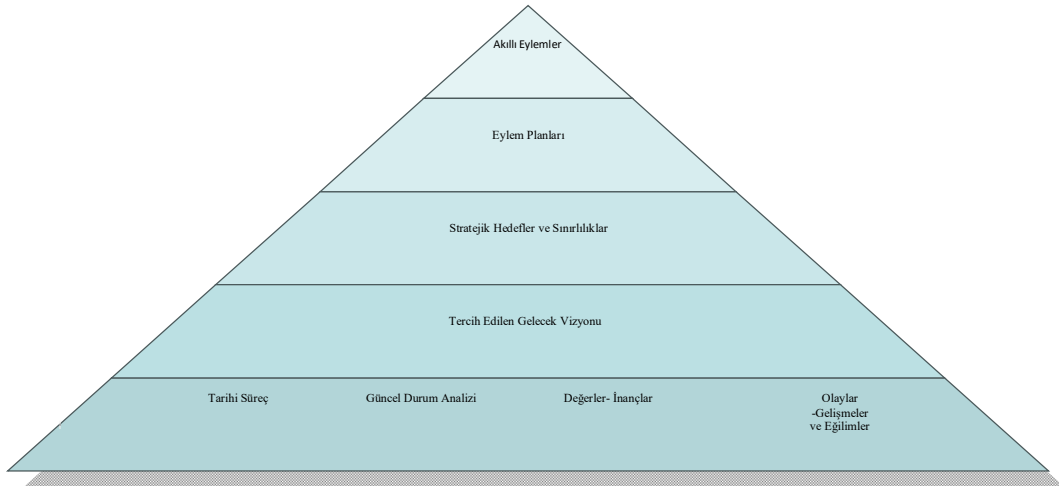 Akıllı Eylemler
Eylem Planları
Stratejik Hedefler ve Sınırlılıklar
Tercih Edilen Gelecek Vizyonu
Tarihi Süreç
Güncel Durum Analizi
Değerler- İnançlar
Olaylar
-Gelişmeler
ve Eğilimler